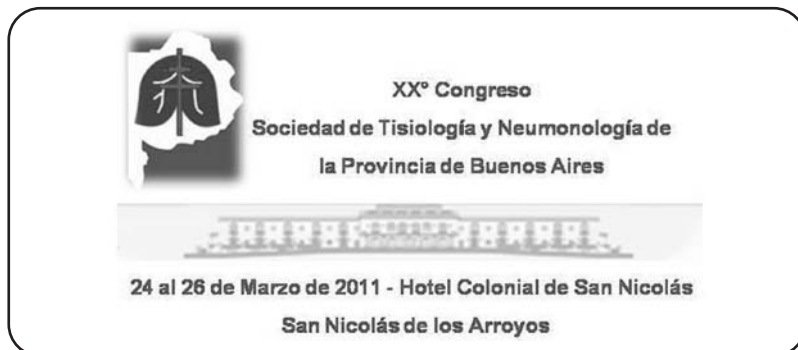 XXº Congreso
Sociedad de Tisiología y Neumonología de
la Provincia de Buenos Aires
24 al 26 de Marzo de 2011 - Hotel Colonial de San Nicolás
San Nicolás de los Arroyos